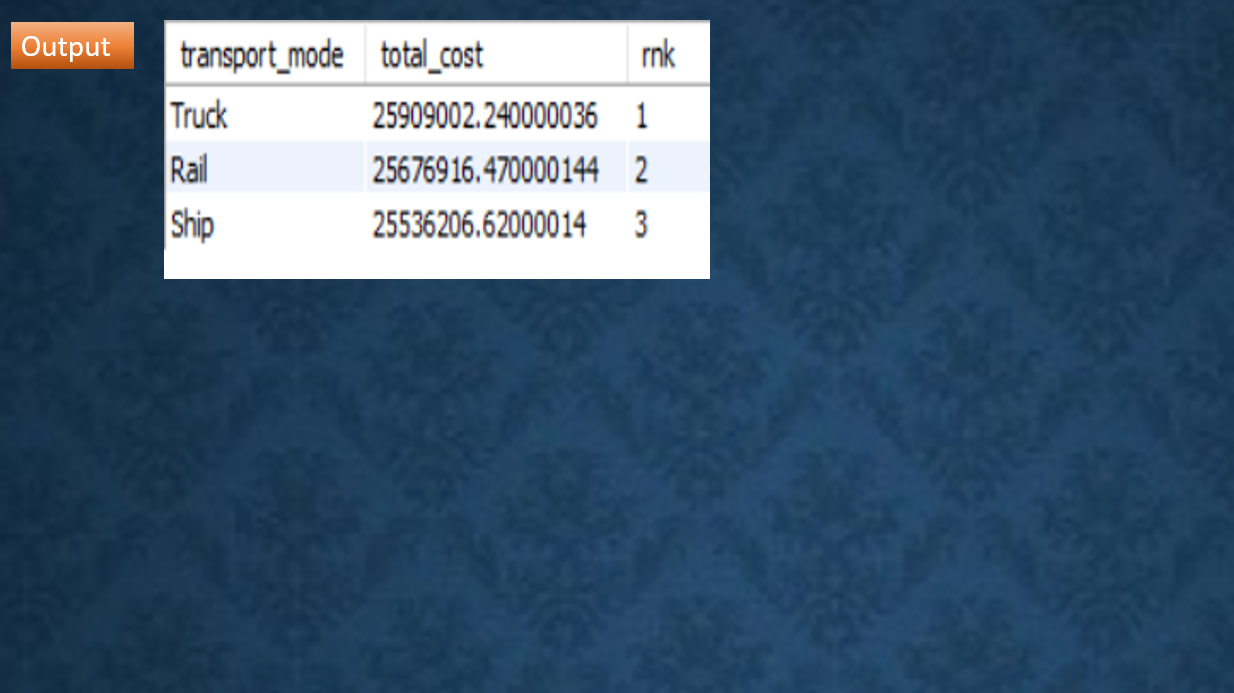 Output
transport_mode total_cost rnk
Truck 25909002.240000036 1
Rail 25676916.470000144 2
Ship 25536206.62000014 3